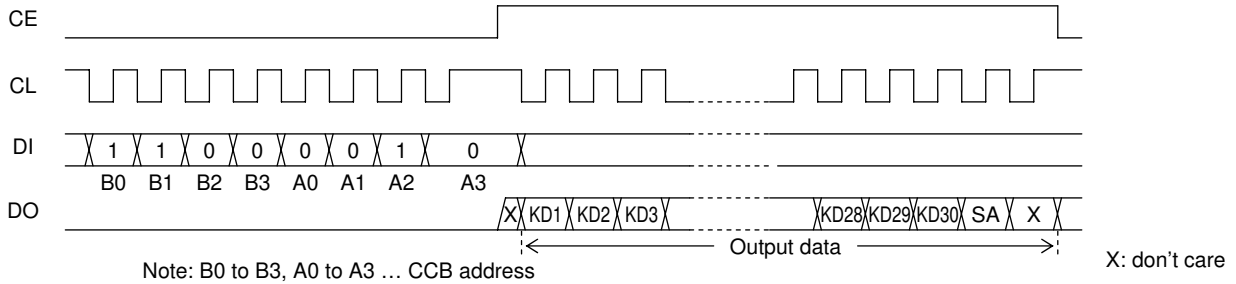 CE
CL
DI 1 1 0 0 0 0 1 0
B0 B1 B2 B3 A0 A1 A2 A3
DO X KD1 KD2 KD3 KD28 KD29 KD30 SA X
Output data
X: don't care
Note: B0 to B3, A0 to A3 … CCB address